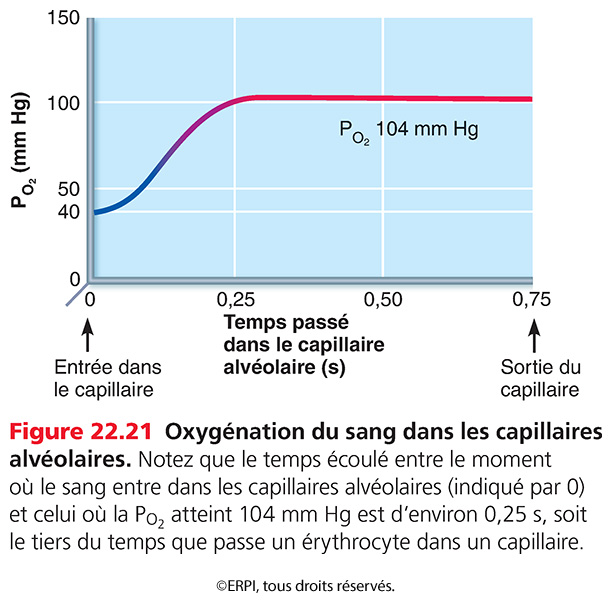 150
100
50
40
0
P O₂ (mm Hg)
P O₂ 104 mm Hg
0 0,25 0,50 0,75
Temps passé
dans le capillaire
alvéolaire (s)
Entrée dans
le capillaire
Sortie du
capillaire
Figure 22.21 Oxygénation du sang dans les capillaires
alvéolaires. Notez que le temps écoulé entre le moment
où le sang entre dans les capillaires alvéolaires (indiqué par 0)
et celui où la P O₂ atteint 104 mm Hg est d’environ 0,25 s, soit
le tiers du temps que passe un érythrocyte dans un capillaire.
©ERPI, tous droits réservés.